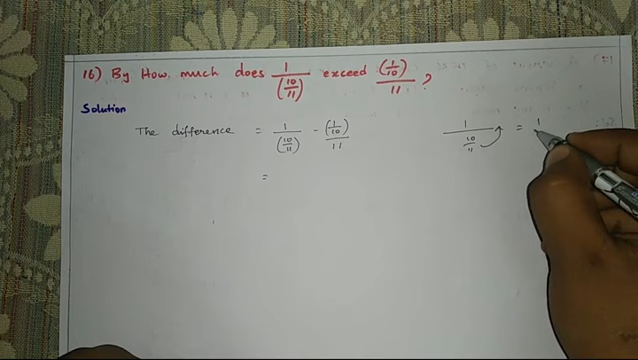 16) By How much does 1/(10/11) exceed (1/10)/11 ?
Solution
The difference = 1/(10/11) - (1/10)/11
=
1/(10/11) = 1